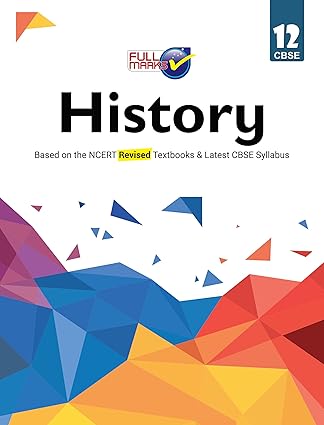 12
CBSE
FULL
MARKS
History
Based on the NCERT Revised Textbooks & Latest CBSE Syllabus